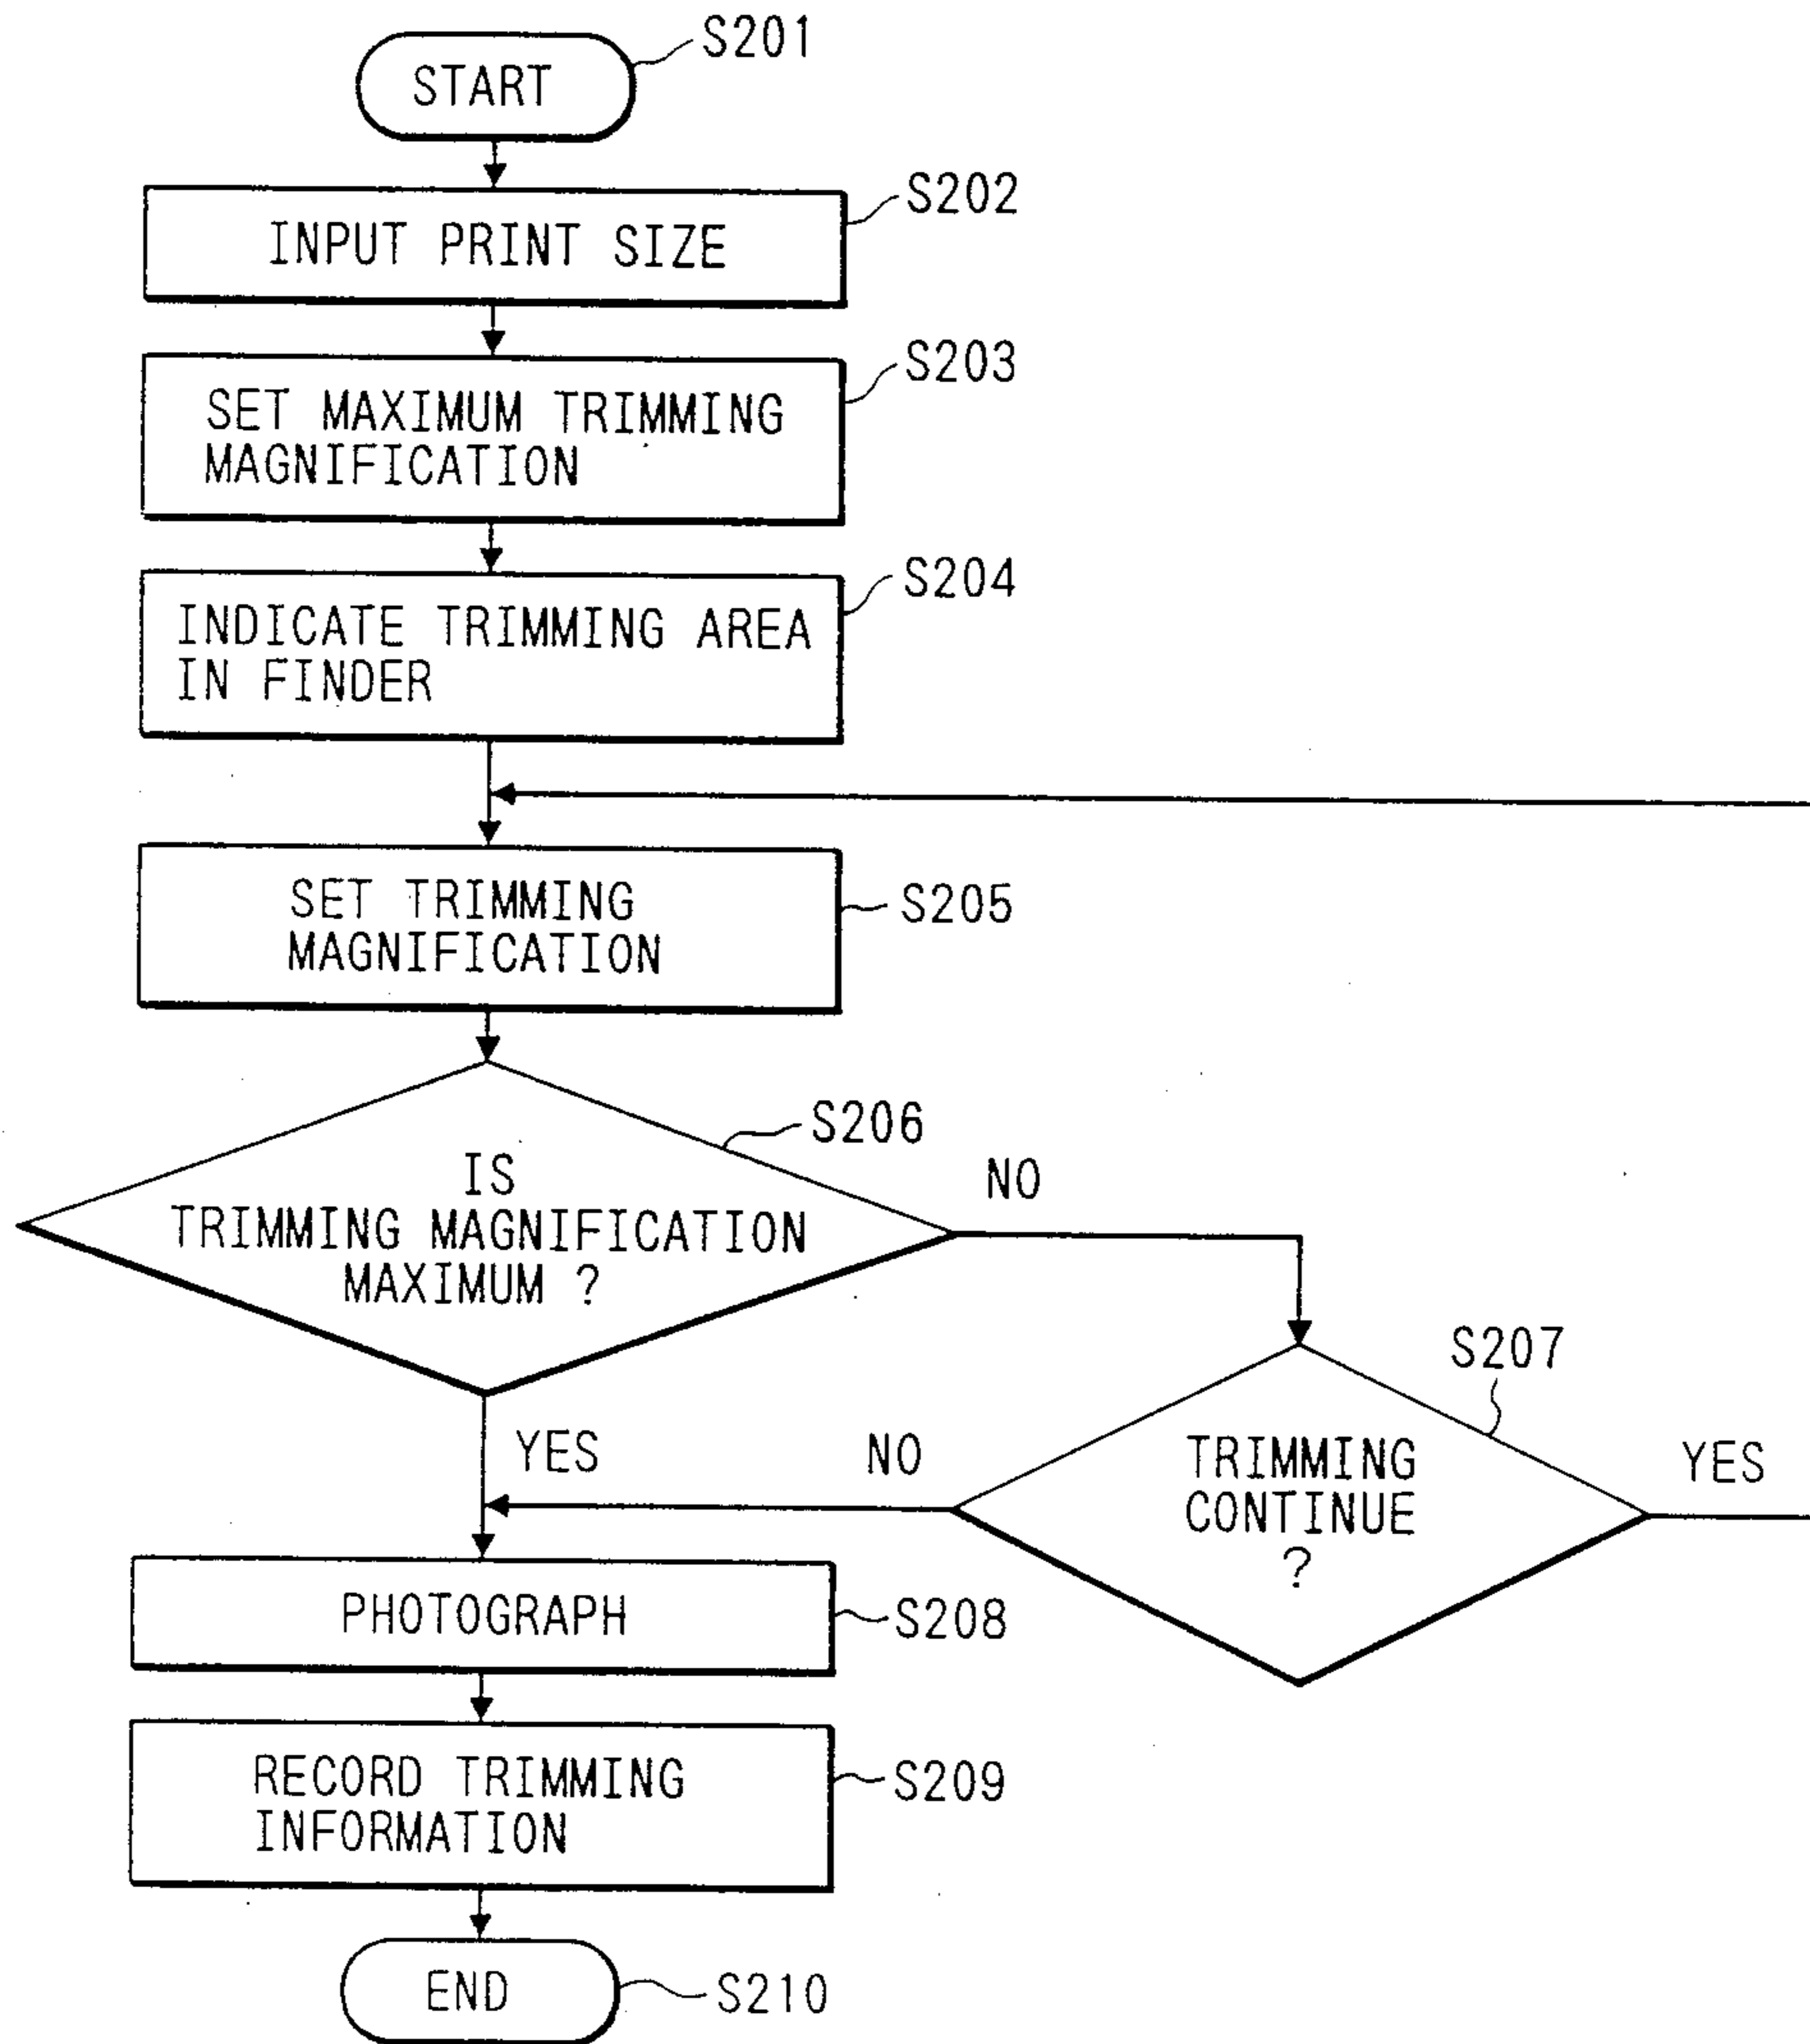 START
S201
INPUT PRINT SIZE
S202
SET MAXIMUM TRIMMING
MAGNIFICATION
S203
INDICATE TRIMMING AREA
IN FINDER
S204
SET TRIMMING
MAGNIFICATION
S205
IS
TRIMMING MAGNIFICATION
MAXIMUM ?
S206
NO
YES
TRIMMING
CONTINUE
?
S207
NO
YES
PHOTOGRAPH
S208
RECORD TRIMMING
INFORMATION
S209
END
S210